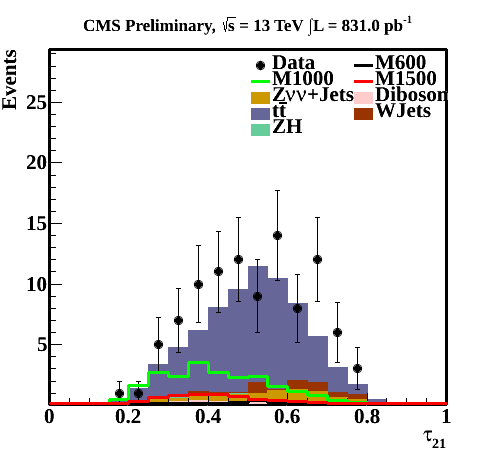 CMS Preliminary, √s = 13 TeV ∫L = 831.0 pb⁻¹
Events
Data
M600
M1000
M1500
Zνν+Jets
Diboson
tt̄
WJets
ZH
25
20
15
10
5
0 0.2 0.4 0.6 0.8 1
τ₂₁